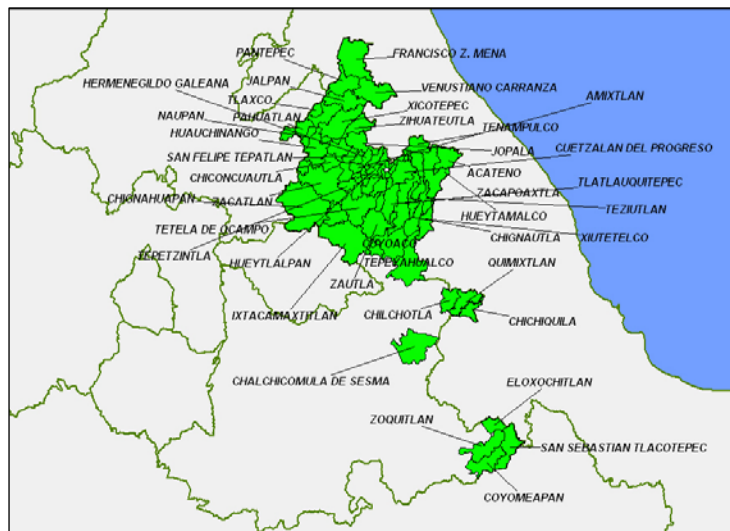 PANTEPEC
FRANCISCO Z. MENA
HERMENEGILDO GALEANA
JALPAN
VENUSTIANO CARRANZA
AMIXTLAN
TLAXCO
XICOTEPEC
NAUPAN
PAHUATLAN
ZIHUATEUTLA
TENAMPULCO
HUAUCHINANGO
JOPALA
CUETZALAN DEL PROGRESO
SAN FELIPE TEPATLAN
ACATENO
CHICONCUAUTLA
ZACAPOAXTLA
TLATLAUQUITEPEC
CHIGNAHUAPAN
ZACATLAN
HUEYTAMALCO
TEZIUTLAN
TETELA DE OCAMPO
CHIGNAUTLA
XIUTETELCO
TEPETZINTLA
CUYOACO
HUEYTLALPAN
TEPEYAHUALCO
QUIMIXTLAN
ZAUTLA
IXTACAMAXTITLAN
CHILCHOTLA
CHICHIQUILA
CHALCHICOMULA DE SESMA
ELOXOCHITLAN
ZOQUITLAN
SAN SEBASTIAN TLACOTEPEC
COYOMEAPAN